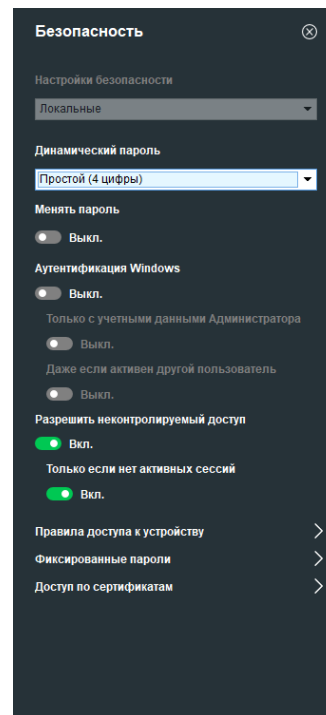 Безопасность
Настройки безопасности
Локальные
Динамический пароль
Простой (4 цифры)
Менять пароль
Выкл.
Аутентификация Windows
Выкл.
Только с учетными данными Администратора
Выкл.
Даже если активен другой пользователь
Выкл.
Разрешить неконтролируемый доступ
Вкл.
Только если нет активных сессий
Вкл.
Правила доступа к устройству
Фиксированные пароли
Доступ по сертификатам